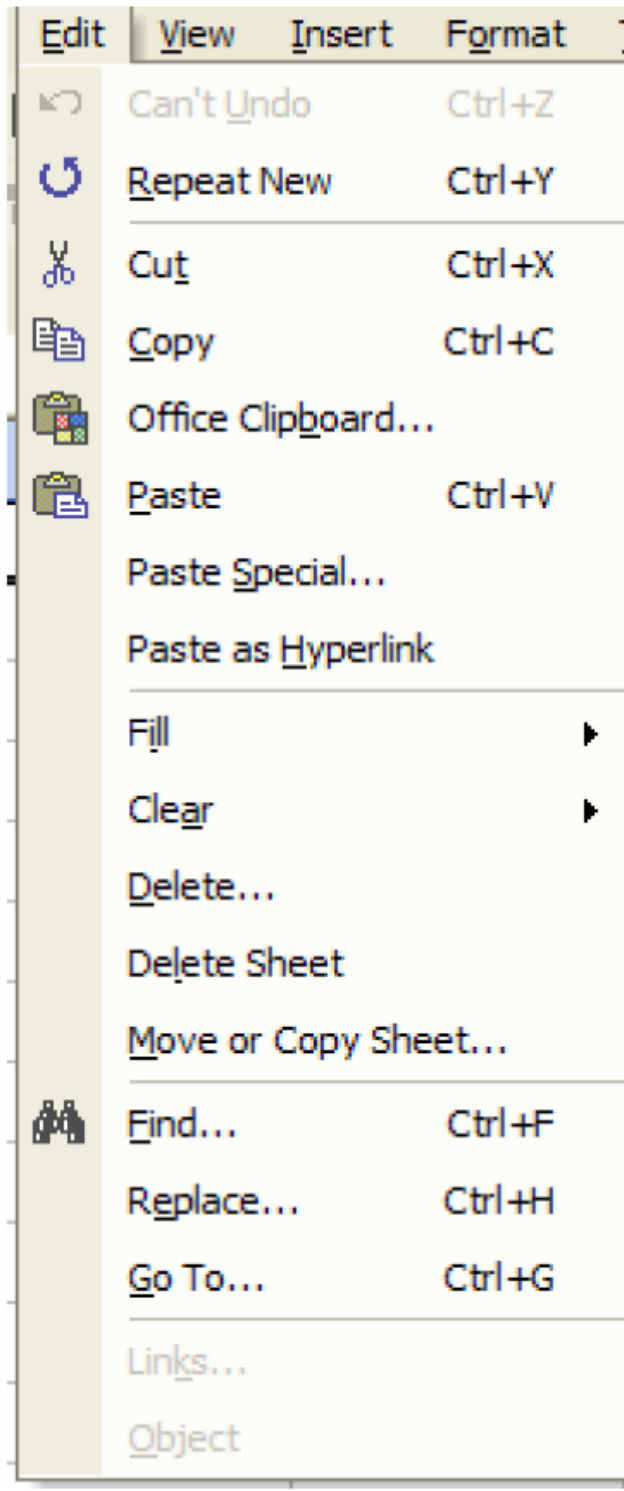 Edit View Insert Format
Can't Undo Ctrl+Z
Repeat New Ctrl+Y
Cut Ctrl+X
Copy Ctrl+C
Office Clipboard...
Paste Ctrl+V
Paste Special...
Paste as Hyperlink
Fill
Clear
Delete...
Delete Sheet
Move or Copy Sheet...
Find... Ctrl+F
Replace... Ctrl+H
Go To... Ctrl+G
Links...
Object